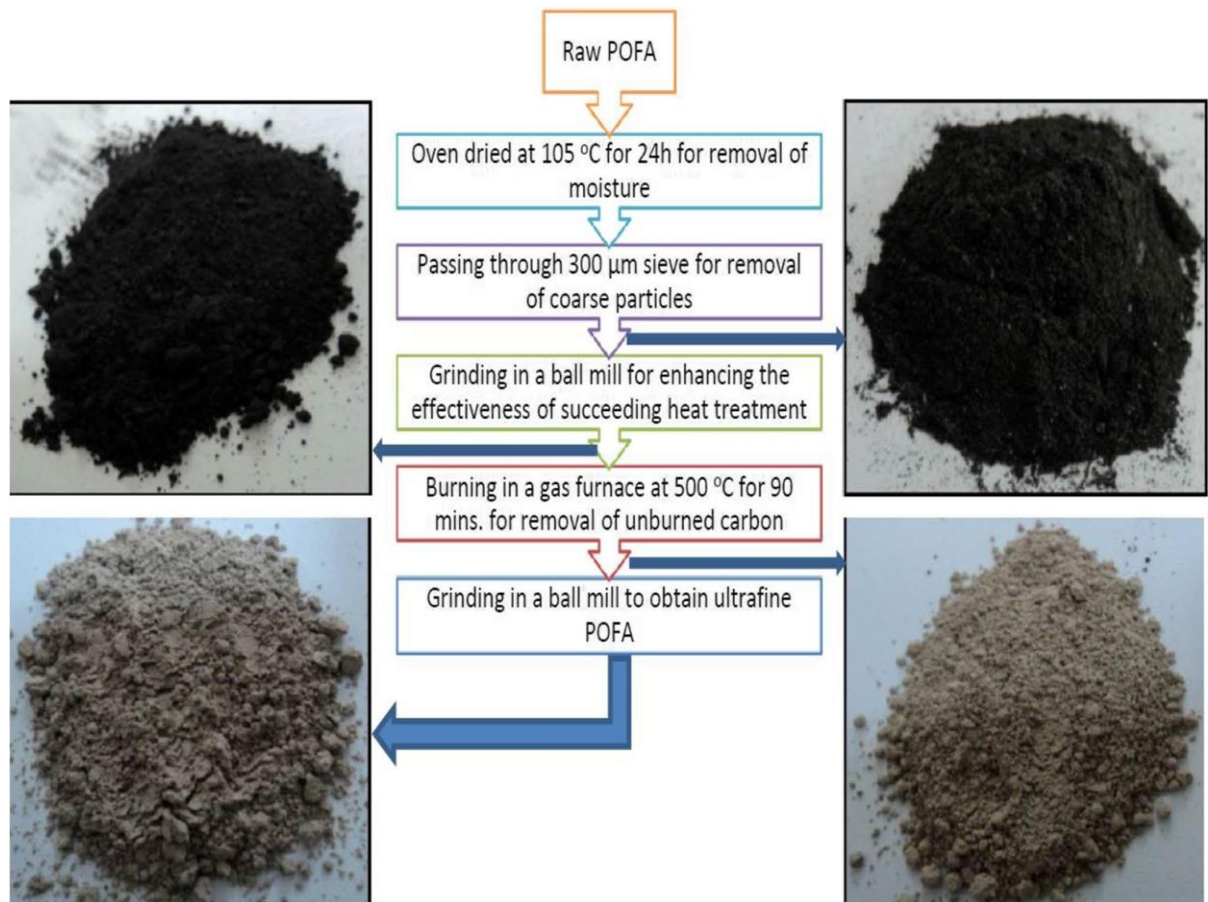 Raw POFA
Oven dried at 105 °C for 24h for removal of
moisture
Passing through 300 µm sieve for removal
of coarse particles
Grinding in a ball mill for enhancing the
effectiveness of succeeding heat treatment
Burning in a gas furnace at 500 °C for 90
mins. for removal of unburned carbon
Grinding in a ball mill to obtain ultrafine
POFA